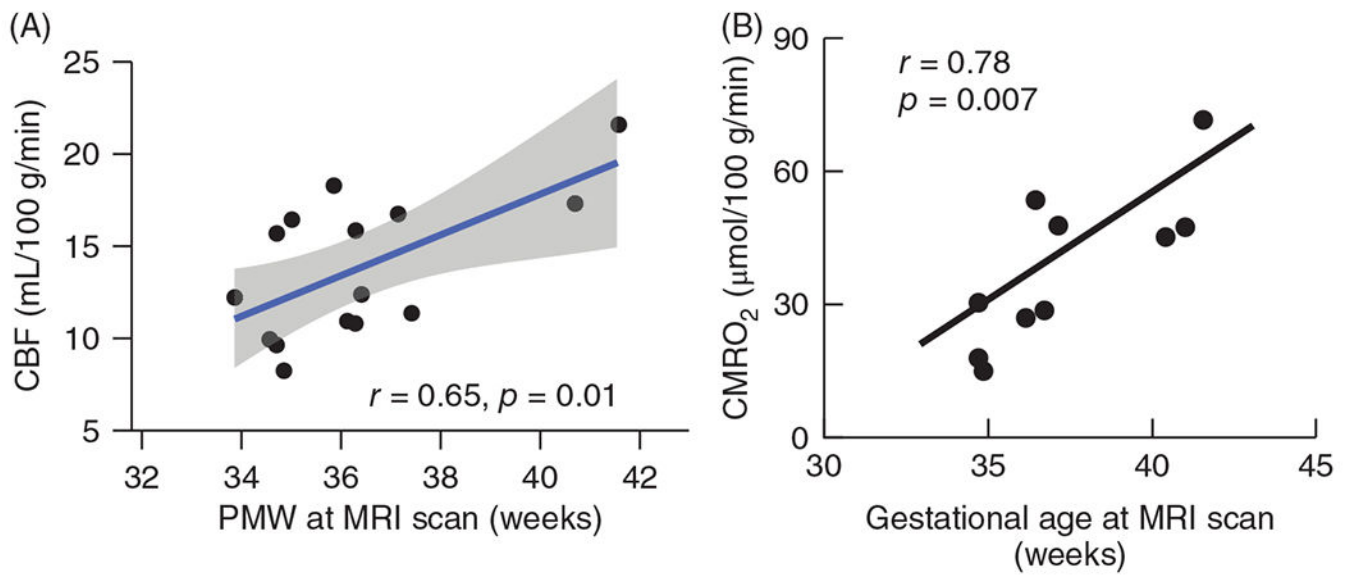 (A)
25
20
15
10
5
CBF (mL/100 g/min)
r = 0.65, p = 0.01
32 34 36 38 40 42
PMW at MRI scan (weeks)
(B)
90
60
30
0
CMRO2 (μmol/100 g/min)
r = 0.78
p = 0.007
30 35 40 45
Gestational age at MRI scan
(weeks)